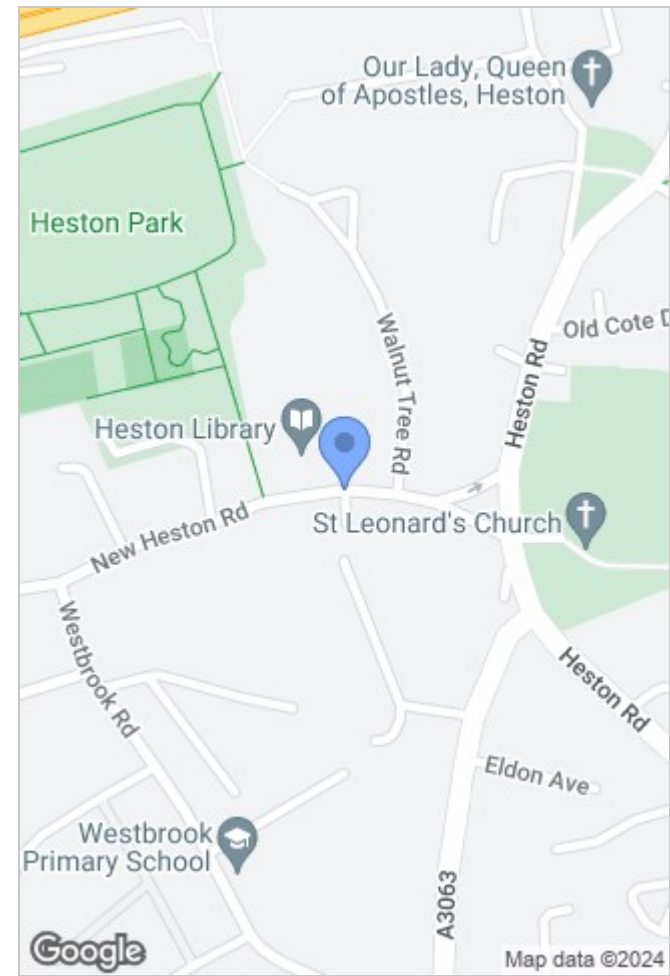 Our Lady, Queen
of Apostles, Heston
Heston Park
Walnut Tree Rd
Old Cote D
Heston Rd
Heston Library
St Leonard's Church
New Heston Rd
Westbrook Rd
Heston Rd
Eldon Ave
Westbrook
Primary School
A3063
Google
Map data ©2024